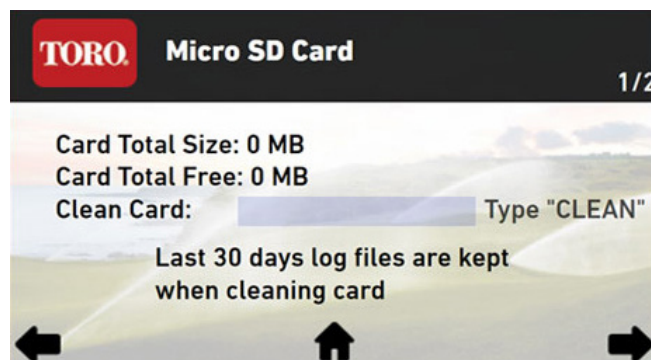 TORO.
Micro SD Card
1/2
Card Total Size: 0 MB
Card Total Free: 0 MB
Clean Card: Type "CLEAN"
Last 30 days log files are kept
when cleaning card